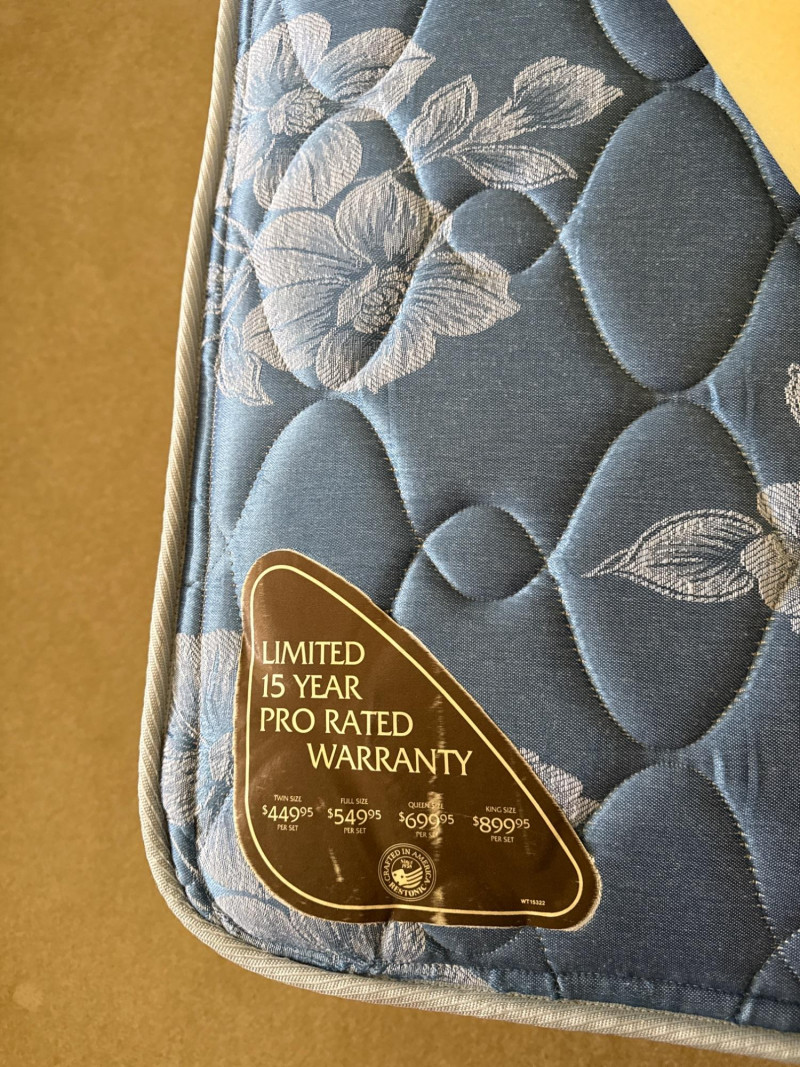 LIMITED
15 YEAR
PRO RATED
WARRANTY
TWIN SIZE
$449.95
PER SET
FULL SIZE
$549.95
PER SET
QUEEN SIZE
$699.95
PER SET
KING SIZE
$899.95
PER SET
CRAFTED IN AMERICA
RESTONIC
WT15322